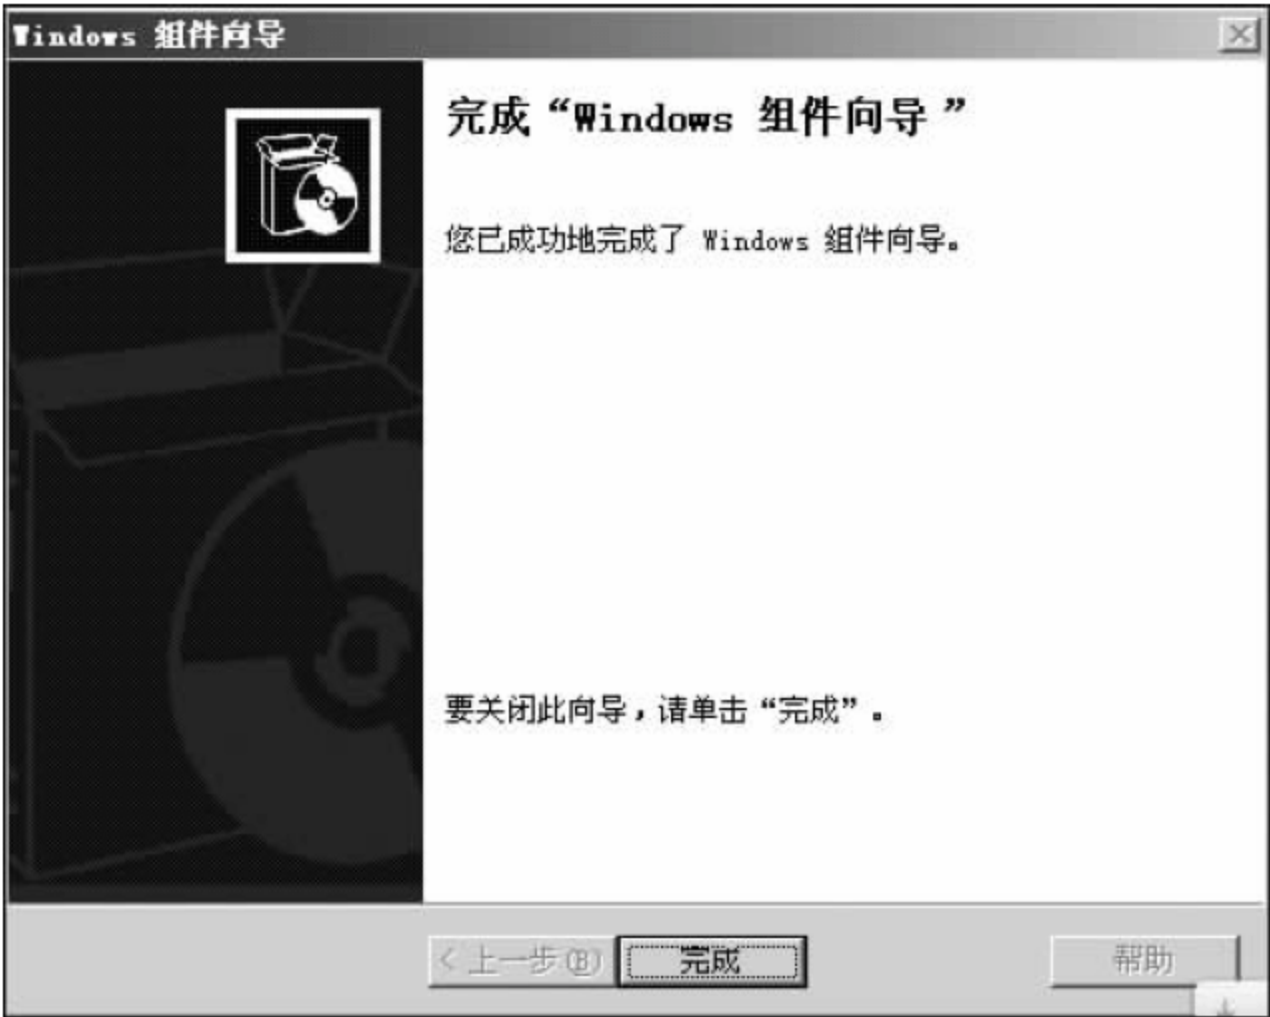 Windows 组件向导
完成“Windows 组件向导”
您已成功地完成了 Windows 组件向导。
要关闭此向导，请单击“完成”。
< 上一步(B)
完成
帮助